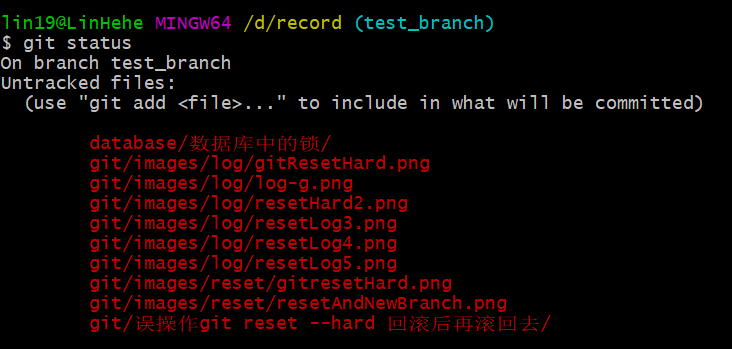 lin19@LinHehe MINGW64 /d/record (test_branch)
$ git status
On branch test_branch
Untracked files:
  (use "git add <file>..." to include in what will be committed)
        database/数据库中的锁/
        git/images/log/gitResetHard.png
        git/images/log/log-g.png
        git/images/log/resetHard2.png
        git/images/log/resetLog3.png
        git/images/log/resetLog4.png
        git/images/log/resetLog5.png
        git/images/reset/gitresetHard.png
        git/images/reset/resetAndNewBranch.png
        git/误操作git reset --hard 回滚后再滚回去/